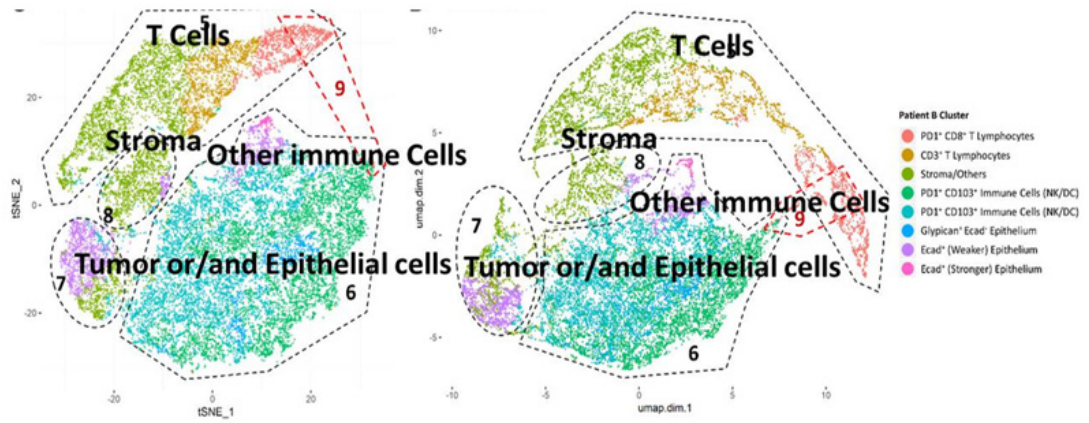 5
T Cells
9
Stroma
Other immune Cells
8
Tumor or/and Epithelial cells
7
6
20
0
-20
tSNE_2
-20
0
20
tSNE_1
T Cells
Stroma
8
Other immune Cells
9
7
Tumor or/and Epithelial cells
6
10
5
0
-5
umap.dim.2
-10
-5
0
5
10
umap.dim.1
Patient B Cluster
PD1⁺ CD8⁺ T Lymphocytes
CD3⁺ T Lymphocytes
Stroma/Others
PD1⁺ CD103⁺ Immune Cells (NK/DC)
PD1⁺ CD103⁺ Immune Cells (NK/DC)
Glypican⁺ Ecad⁻ Epithelium
Ecad⁺ (Weaker) Epithelium
Ecad⁺ (Stronger) Epithelium